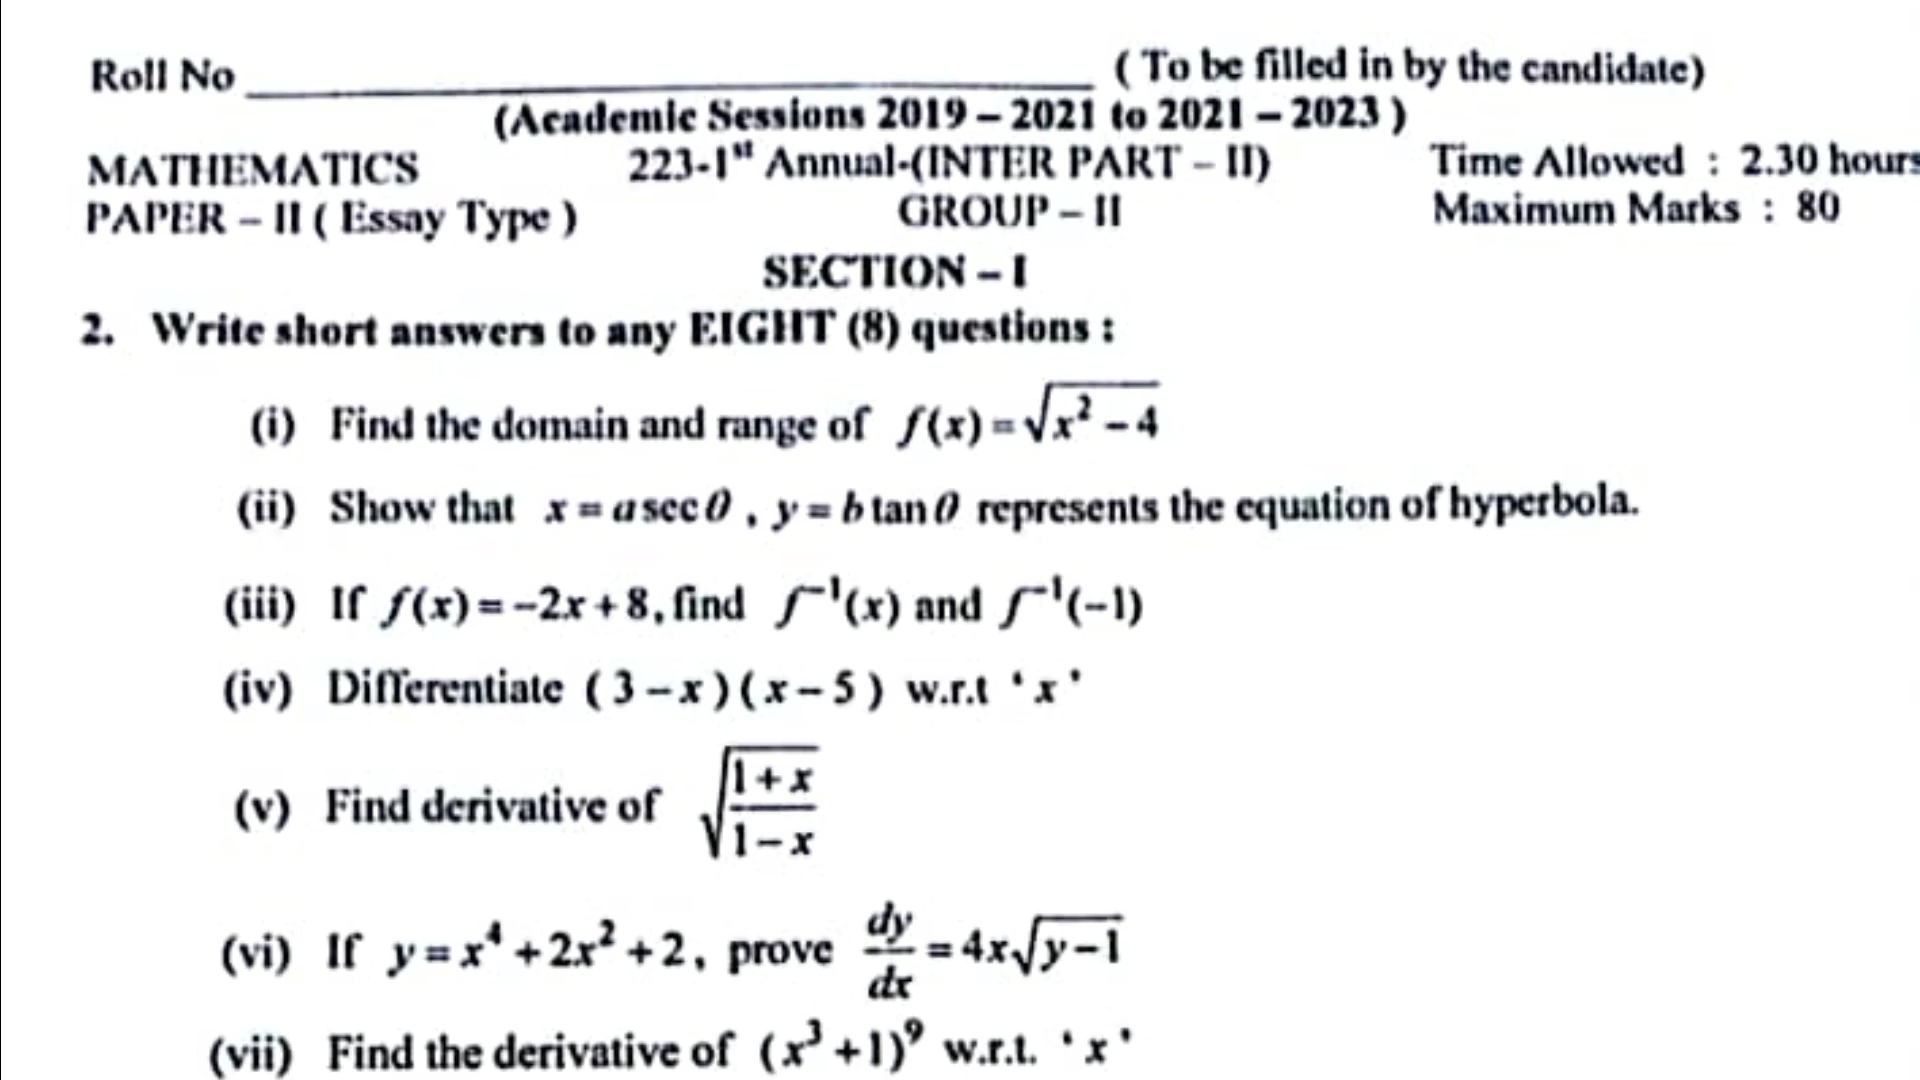 Roll No ______________________ ( To be filled in by the candidate)
(Academic Sessions 2019 – 2021 to 2021 – 2023 )
MATHEMATICS 223-1st Annual-(INTER PART – II) Time Allowed : 2.30 hours
PAPER – II ( Essay Type ) GROUP – II Maximum Marks : 80
SECTION – I
2. Write short answers to any EIGHT (8) questions :
(i) Find the domain and range of f(x) = √(x² – 4)
(ii) Show that x = a sec θ , y = b tan θ represents the equation of hyperbola.
(iii) If f(x) = –2x + 8, find f⁻¹(x) and f⁻¹(–1)
(iv) Differentiate ( 3 – x ) ( x – 5 ) w.r.t ‘ x ’
(v) Find derivative of √((1 + x)/(1 – x))
(vi) If y = x⁴ + 2x² + 2, prove dy/dx = 4x√(y – 1)
(vii) Find the derivative of (x³ + 1)⁹ w.r.t. ‘ x ’